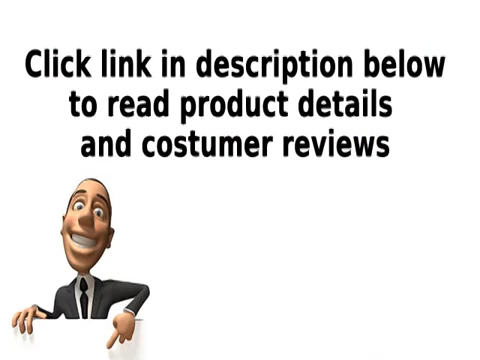 Click link in description below
to read product details
and costumer reviews